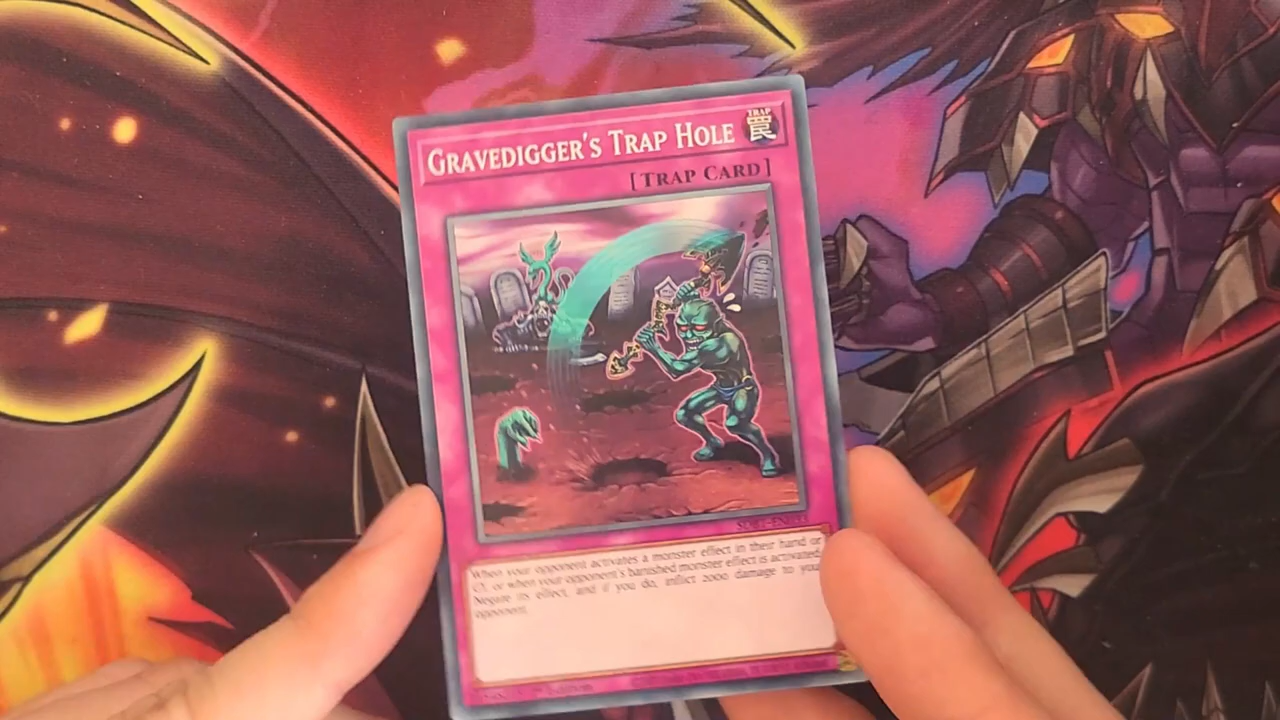 GRAVEDIGGER'S TRAP HOLE
TRAP
罠
[TRAP CARD]
When your opponent activates a monster effect in their hand or
GY, or when your opponent's banished monster effect is activated:
Negate its effect, and if you do, inflict 2000 damage to your
opponent.
Edition